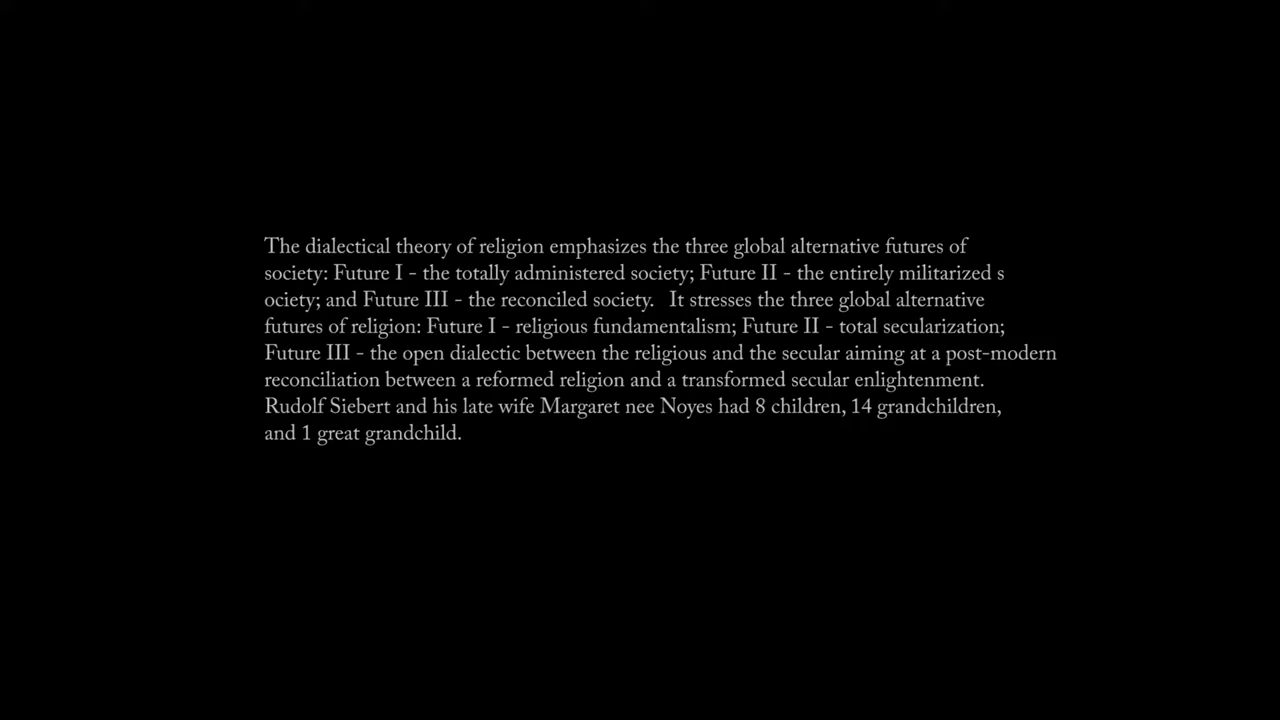 The dialectical theory of religion emphasizes the three global alternative futures of
society: Future I - the totally administered society; Future II - the entirely militarized s
ociety; and Future III - the reconciled society.   It stresses the three global alternative
futures of religion: Future I - religious fundamentalism; Future II - total secularization;
Future III - the open dialectic between the religious and the secular aiming at a post-modern
reconciliation between a reformed religion and a transformed secular enlightenment.
Rudolf Siebert and his late wife Margaret nee Noyes had 8 children, 14 grandchildren,
and 1 great grandchild.